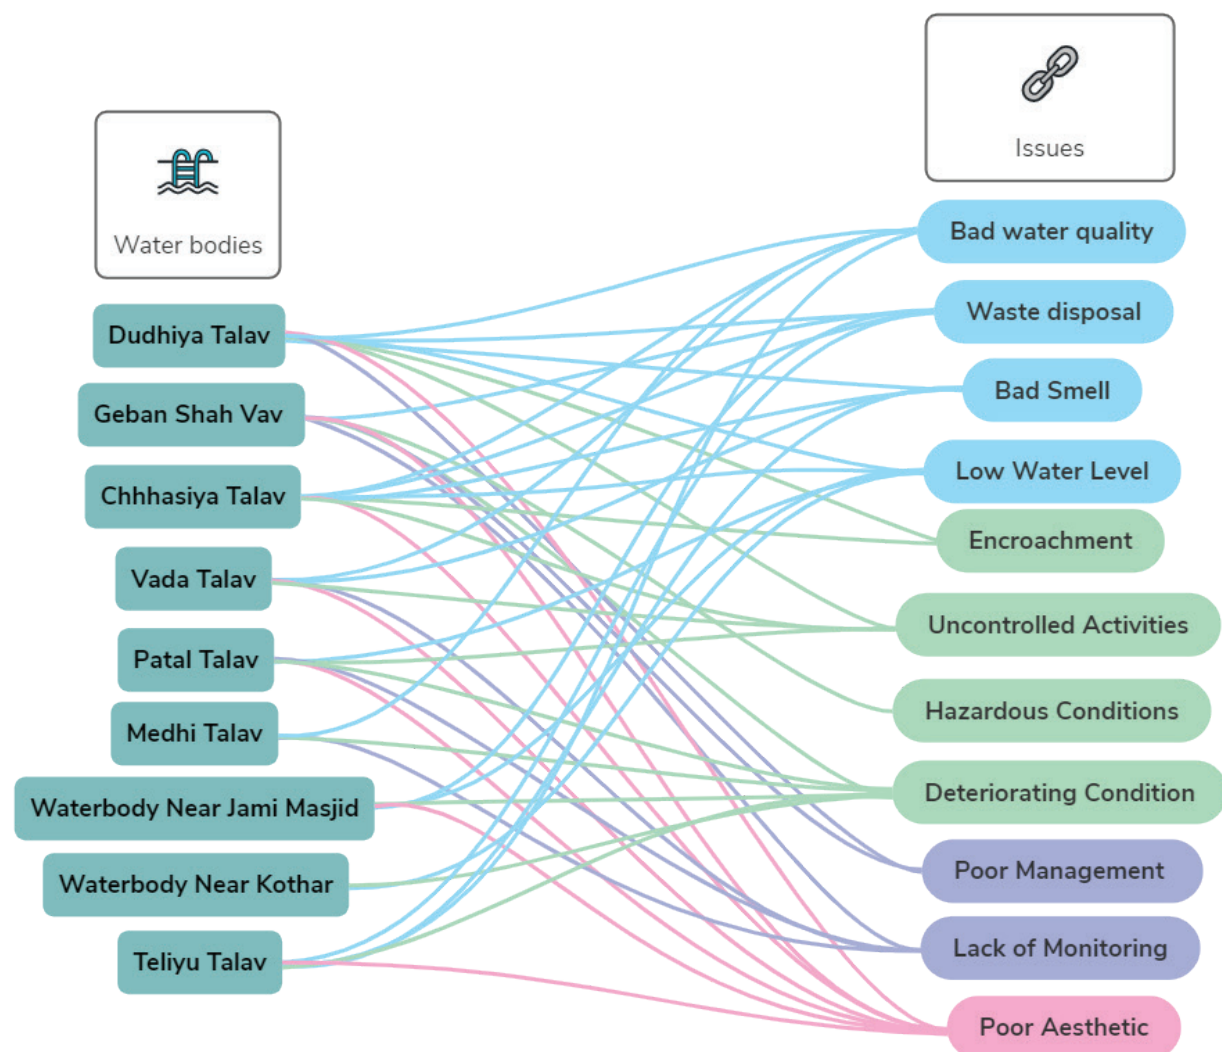 Issues
Water bodies
Bad water quality
Waste disposal
Bad Smell
Low Water Level
Encroachment
Uncontrolled Activities
Hazardous Conditions
Deteriorating Condition
Poor Management
Lack of Monitoring
Poor Aesthetic
Dudhiya Talav
Geban Shah Vav
Chhhasiya Talav
Vada Talav
Patal Talav
Medhi Talav
Waterbody Near Jami Masjid
Waterbody Near Kothar
Teliyu Talav